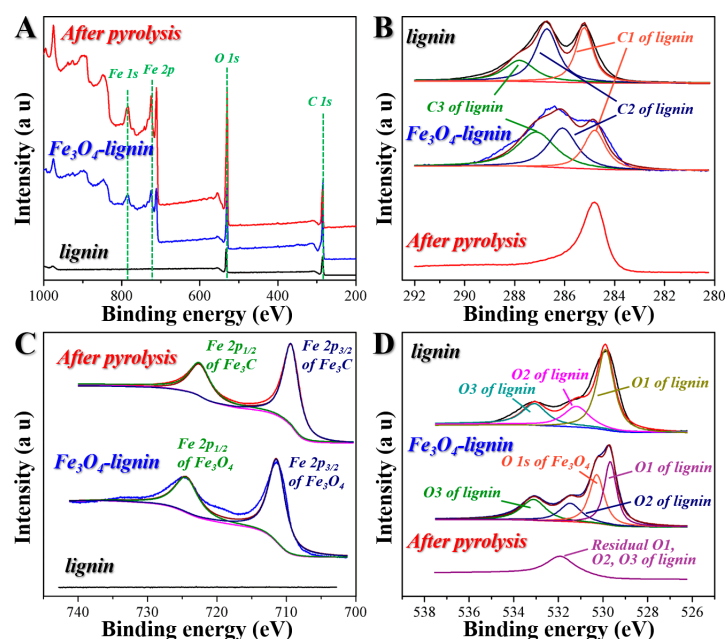 A
After pyrolysis
Fe 1s
Fe 2p
O 1s
C 1s
Fe₃O₄-lignin
lignin
Intensity (a u)
1000 800 600 400 200
Binding energy (eV)
B
lignin
C1 of lignin
C3 of lignin
C2 of lignin
Fe₃O₄-lignin
After pyrolysis
Intensity (a u)
292 290 288 286 284 282 280
Binding energy (eV)
C
After pyrolysis
Fe 2p₁/₂
of Fe₃C
Fe 2p₃/₂
of Fe₃C
Fe₃O₄-lignin
Fe 2p₁/₂
of Fe₃O₄
Fe 2p₃/₂
of Fe₃O₄
lignin
Intensity (a u)
740 730 720 710 700
Binding energy (eV)
D
lignin
O2 of lignin
O3 of lignin
O1 of lignin
Fe₃O₄-lignin
O 1s of Fe₃O₄
O1 of lignin
O3 of lignin
O2 of lignin
After pyrolysis
Residual O1,
O2, O3 of lignin
Intensity (a u)
538 535 532 529 526
Binding energy (eV)